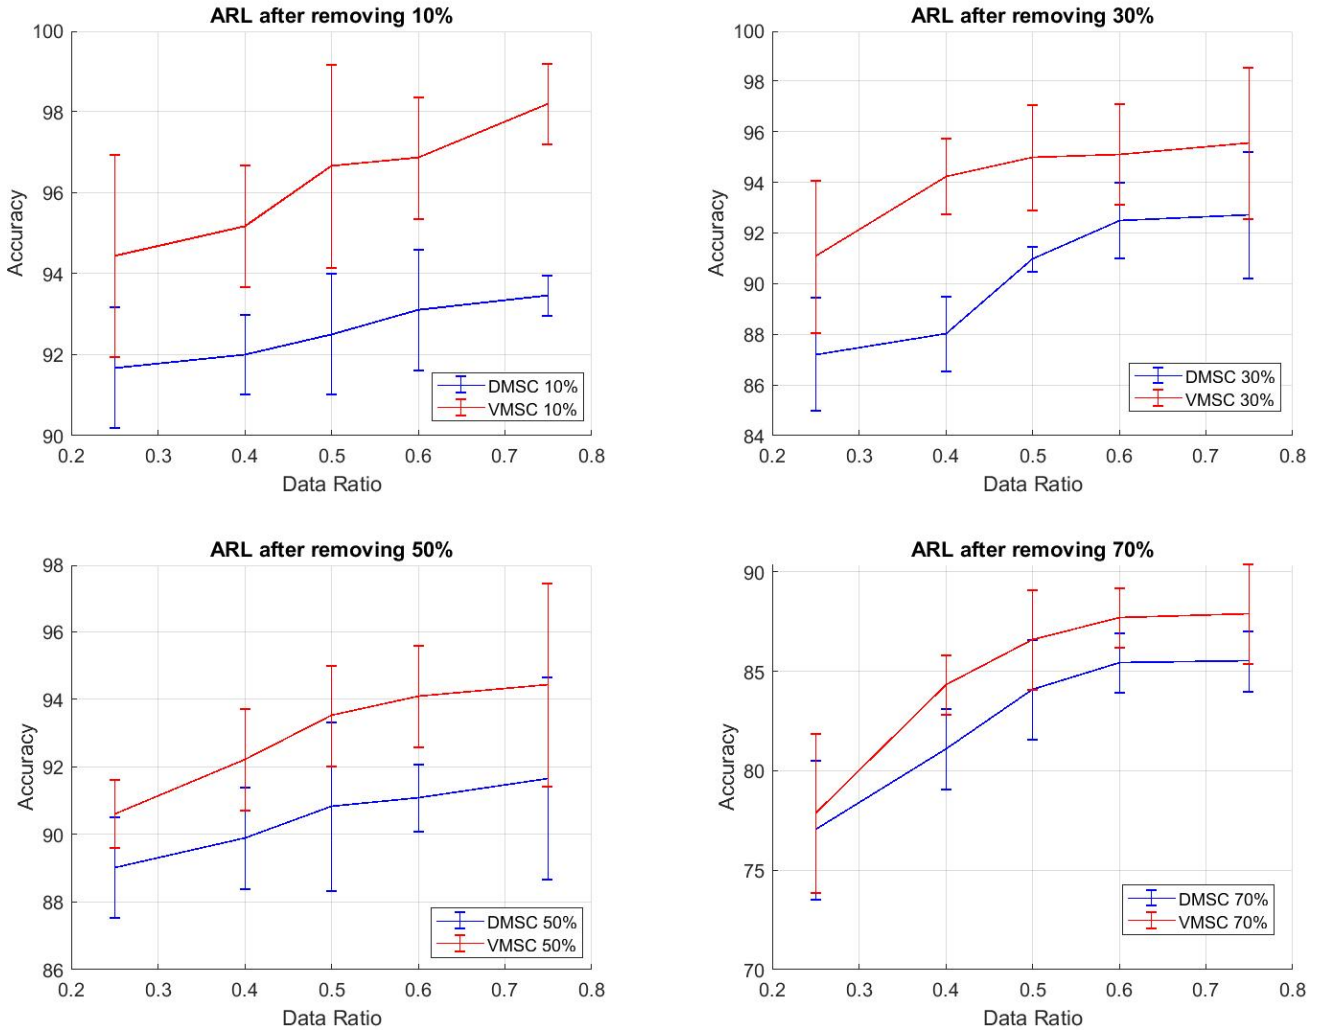 ARL after removing 10%
100
98
96
94
92
90
Accuracy
0.2 0.3 0.4 0.5 0.6 0.7 0.8
Data Ratio
DMSC 10%
VMSC 10%
ARL after removing 30%
100
98
96
94
92
90
88
86
84
Accuracy
0.2 0.3 0.4 0.5 0.6 0.7 0.8
Data Ratio
DMSC 30%
VMSC 30%
ARL after removing 50%
98
96
94
92
90
88
86
Accuracy
0.2 0.3 0.4 0.5 0.6 0.7 0.8
Data Ratio
DMSC 50%
VMSC 50%
ARL after removing 70%
90
85
80
75
70
Accuracy
0.2 0.3 0.4 0.5 0.6 0.7 0.8
Data Ratio
DMSC 70%
VMSC 70%